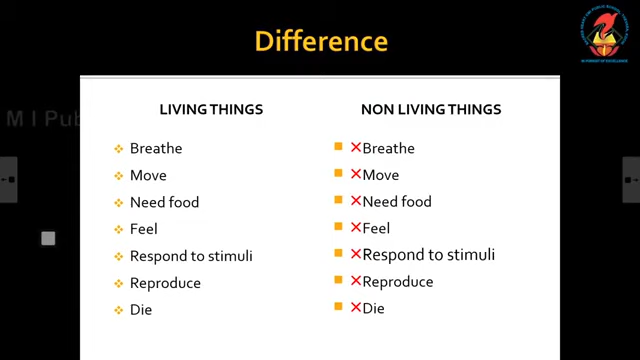 Difference
LIVING THINGS
Breathe
Move
Need food
Feel
Respond to stimuli
Reproduce
Die
NON LIVING THINGS
×Breathe
×Move
×Need food
×Feel
×Respond to stimuli
×Reproduce
×Die
M I Pub